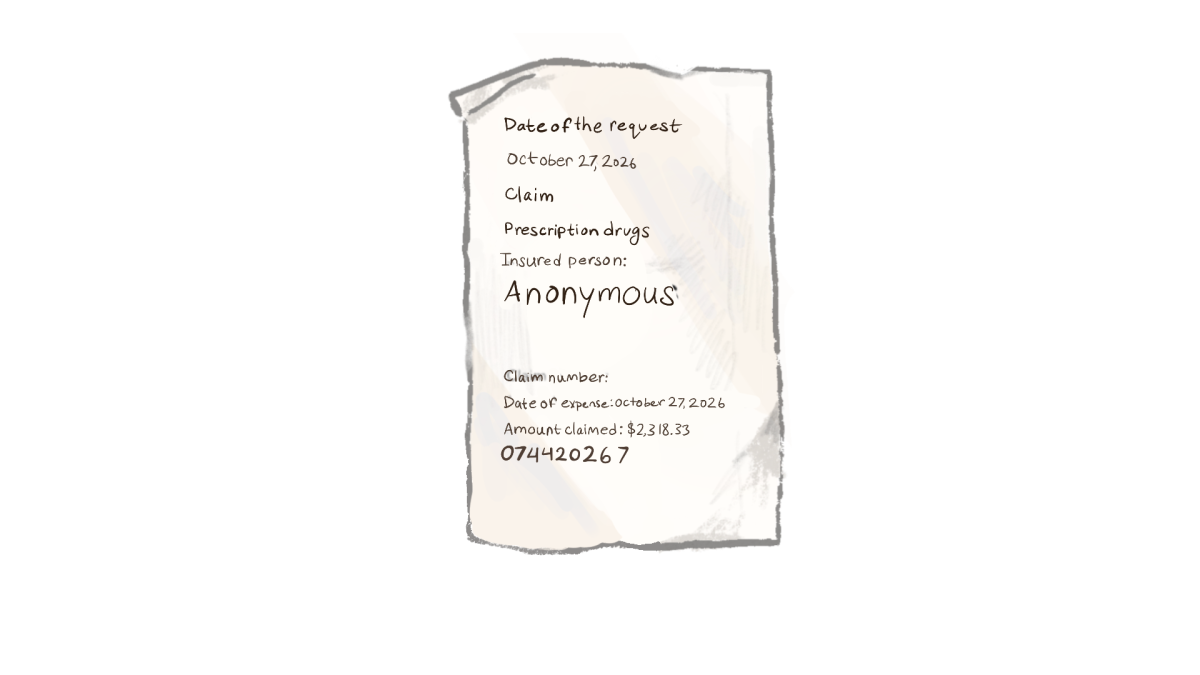 Date of the request
October 27, 2026
Claim
Prescription drugs
Insured person:
Anonymous
Claim number:
Date of expense: October 27, 2026
Amount claimed: $2,318.33
074420267